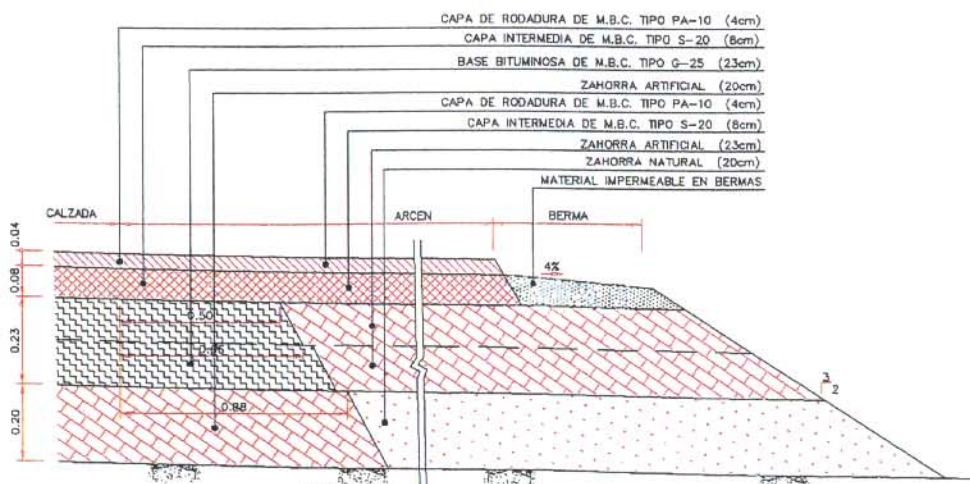 CAPA DE RODADURA DE M.B.C. TIPO PA-10 (4cm)
CAPA INTERMEDIA DE M.B.C. TIPO S-20 (8cm)
BASE BITUMINOSA DE M.B.C. TIPO G-25 (23cm)
ZAHORRA ARTIFICIAL (20cm)
CAPA DE RODADURA DE M.B.C. TIPO PA-10 (4cm)
CAPA INTERMEDIA DE M.B.C. TIPO S-20 (8cm)
ZAHORRA ARTIFICIAL (23cm)
ZAHORRA NATURAL (20cm)
MATERIAL IMPERMEABLE EN BERMAS
CALZADA ARCEN BERMA
0.04
0.08
4%
0.23
0.50
3
2
0.20
0.88